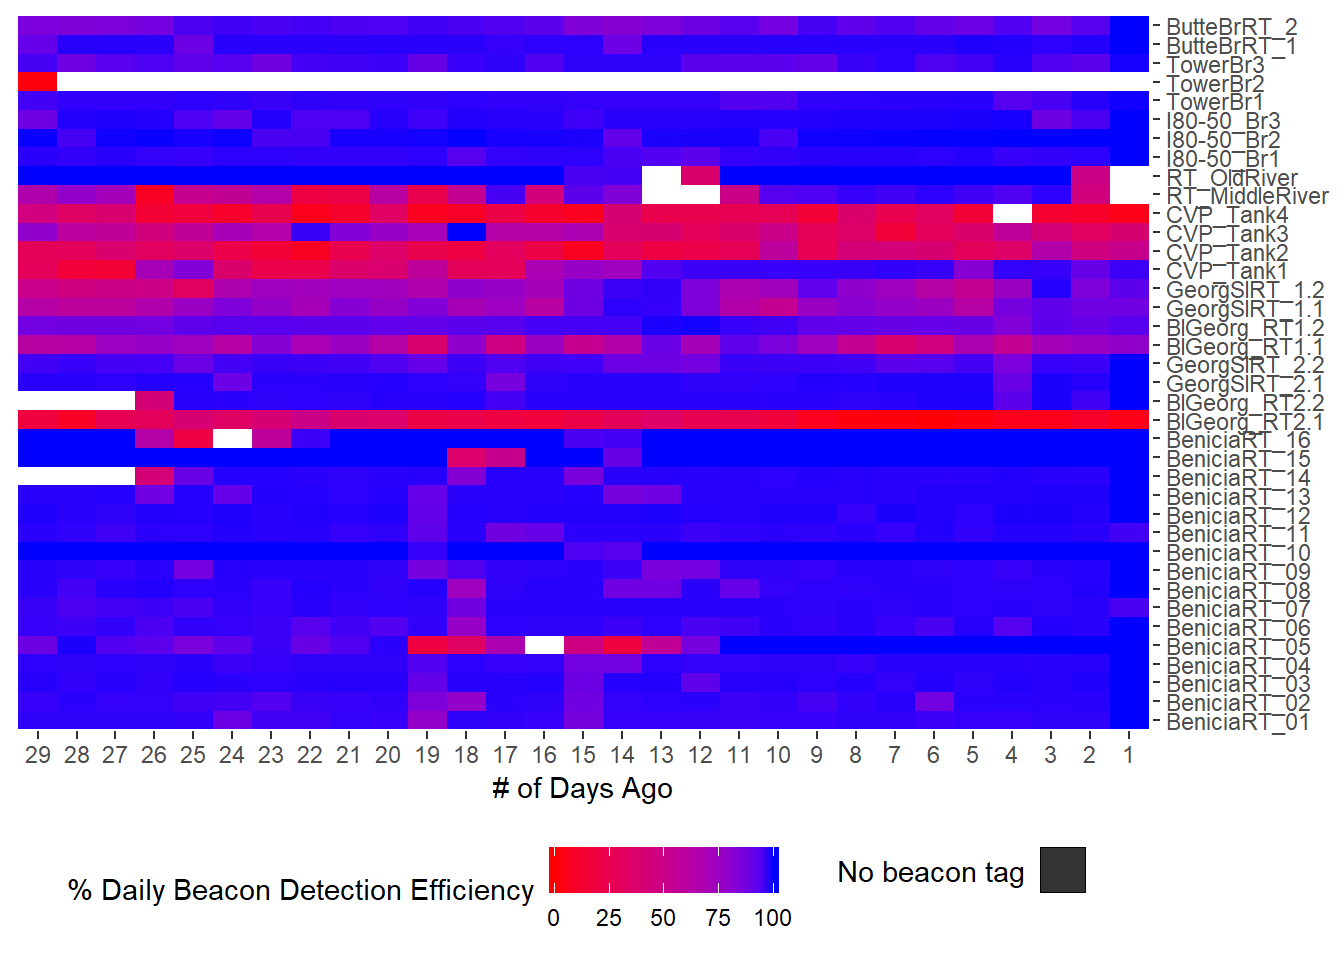 ButteBrRT_2
ButteBrRT_1
TowerBr3
TowerBr2
TowerBr1
I80-50_Br3
I80-50_Br2
I80-50_Br1
RT_OldRiver
RT_MiddleRiver
CVP_Tank4
CVP_Tank3
CVP_Tank2
CVP_Tank1
GeorgSlRT_1.2
GeorgSlRT_1.1
BlGeorg_RT1.2
BlGeorg_RT1.1
GeorgSlRT_2.2
GeorgSlRT_2.1
BlGeorg_RT2.2
BlGeorg_RT2.1
BeniciaRT_16
BeniciaRT_15
BeniciaRT_14
BeniciaRT_13
BeniciaRT_12
BeniciaRT_11
BeniciaRT_10
BeniciaRT_09
BeniciaRT_08
BeniciaRT_07
BeniciaRT_06
BeniciaRT_05
BeniciaRT_04
BeniciaRT_03
BeniciaRT_02
BeniciaRT_01
29 28 27 26 25 24 23 22 21 20 19 18 17 16 15 14 13 12 11 10 9 8 7 6 5 4 3 2 1
# of Days Ago
% Daily Beacon Detection Efficiency
0 25 50 75 100
No beacon tag